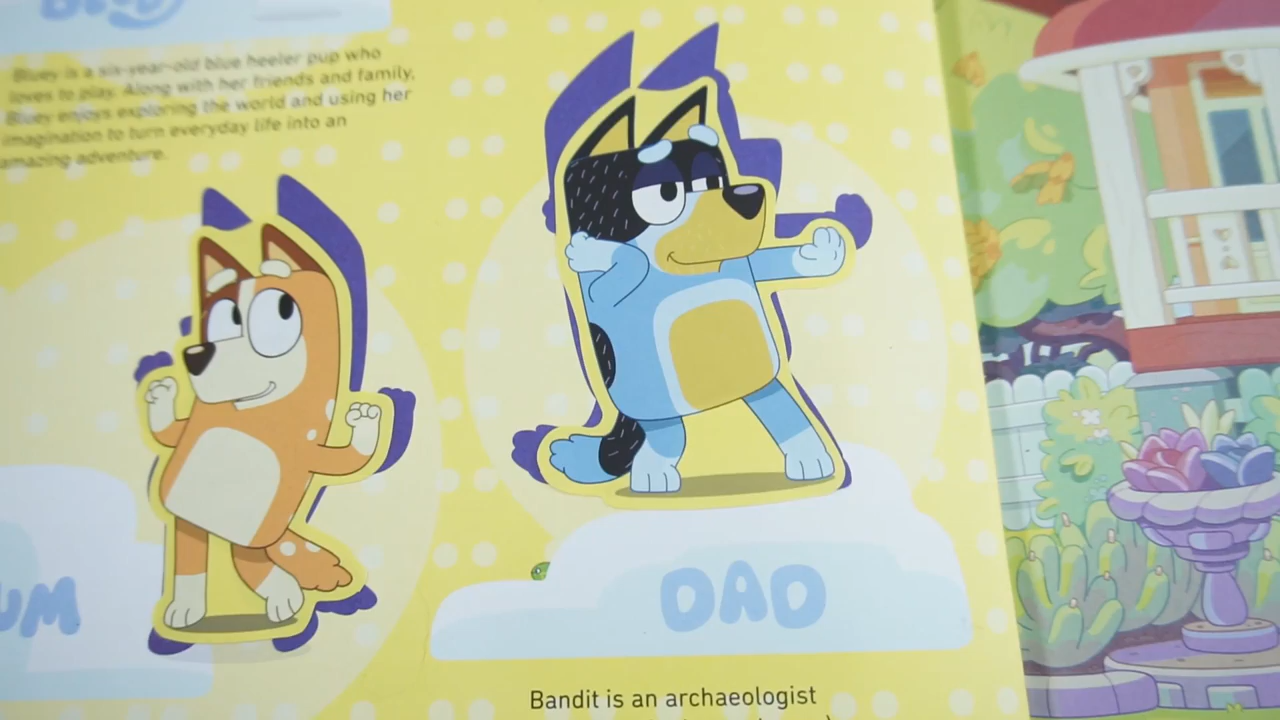 Bluey is a six-year-old blue heeler pup who
loves to play. Along with her friends and family,
Bluey enjoys exploring the world and using her
imagination to turn everyday life into an
amazing adventure.
UM
DAD
Bandit is an archaeologist